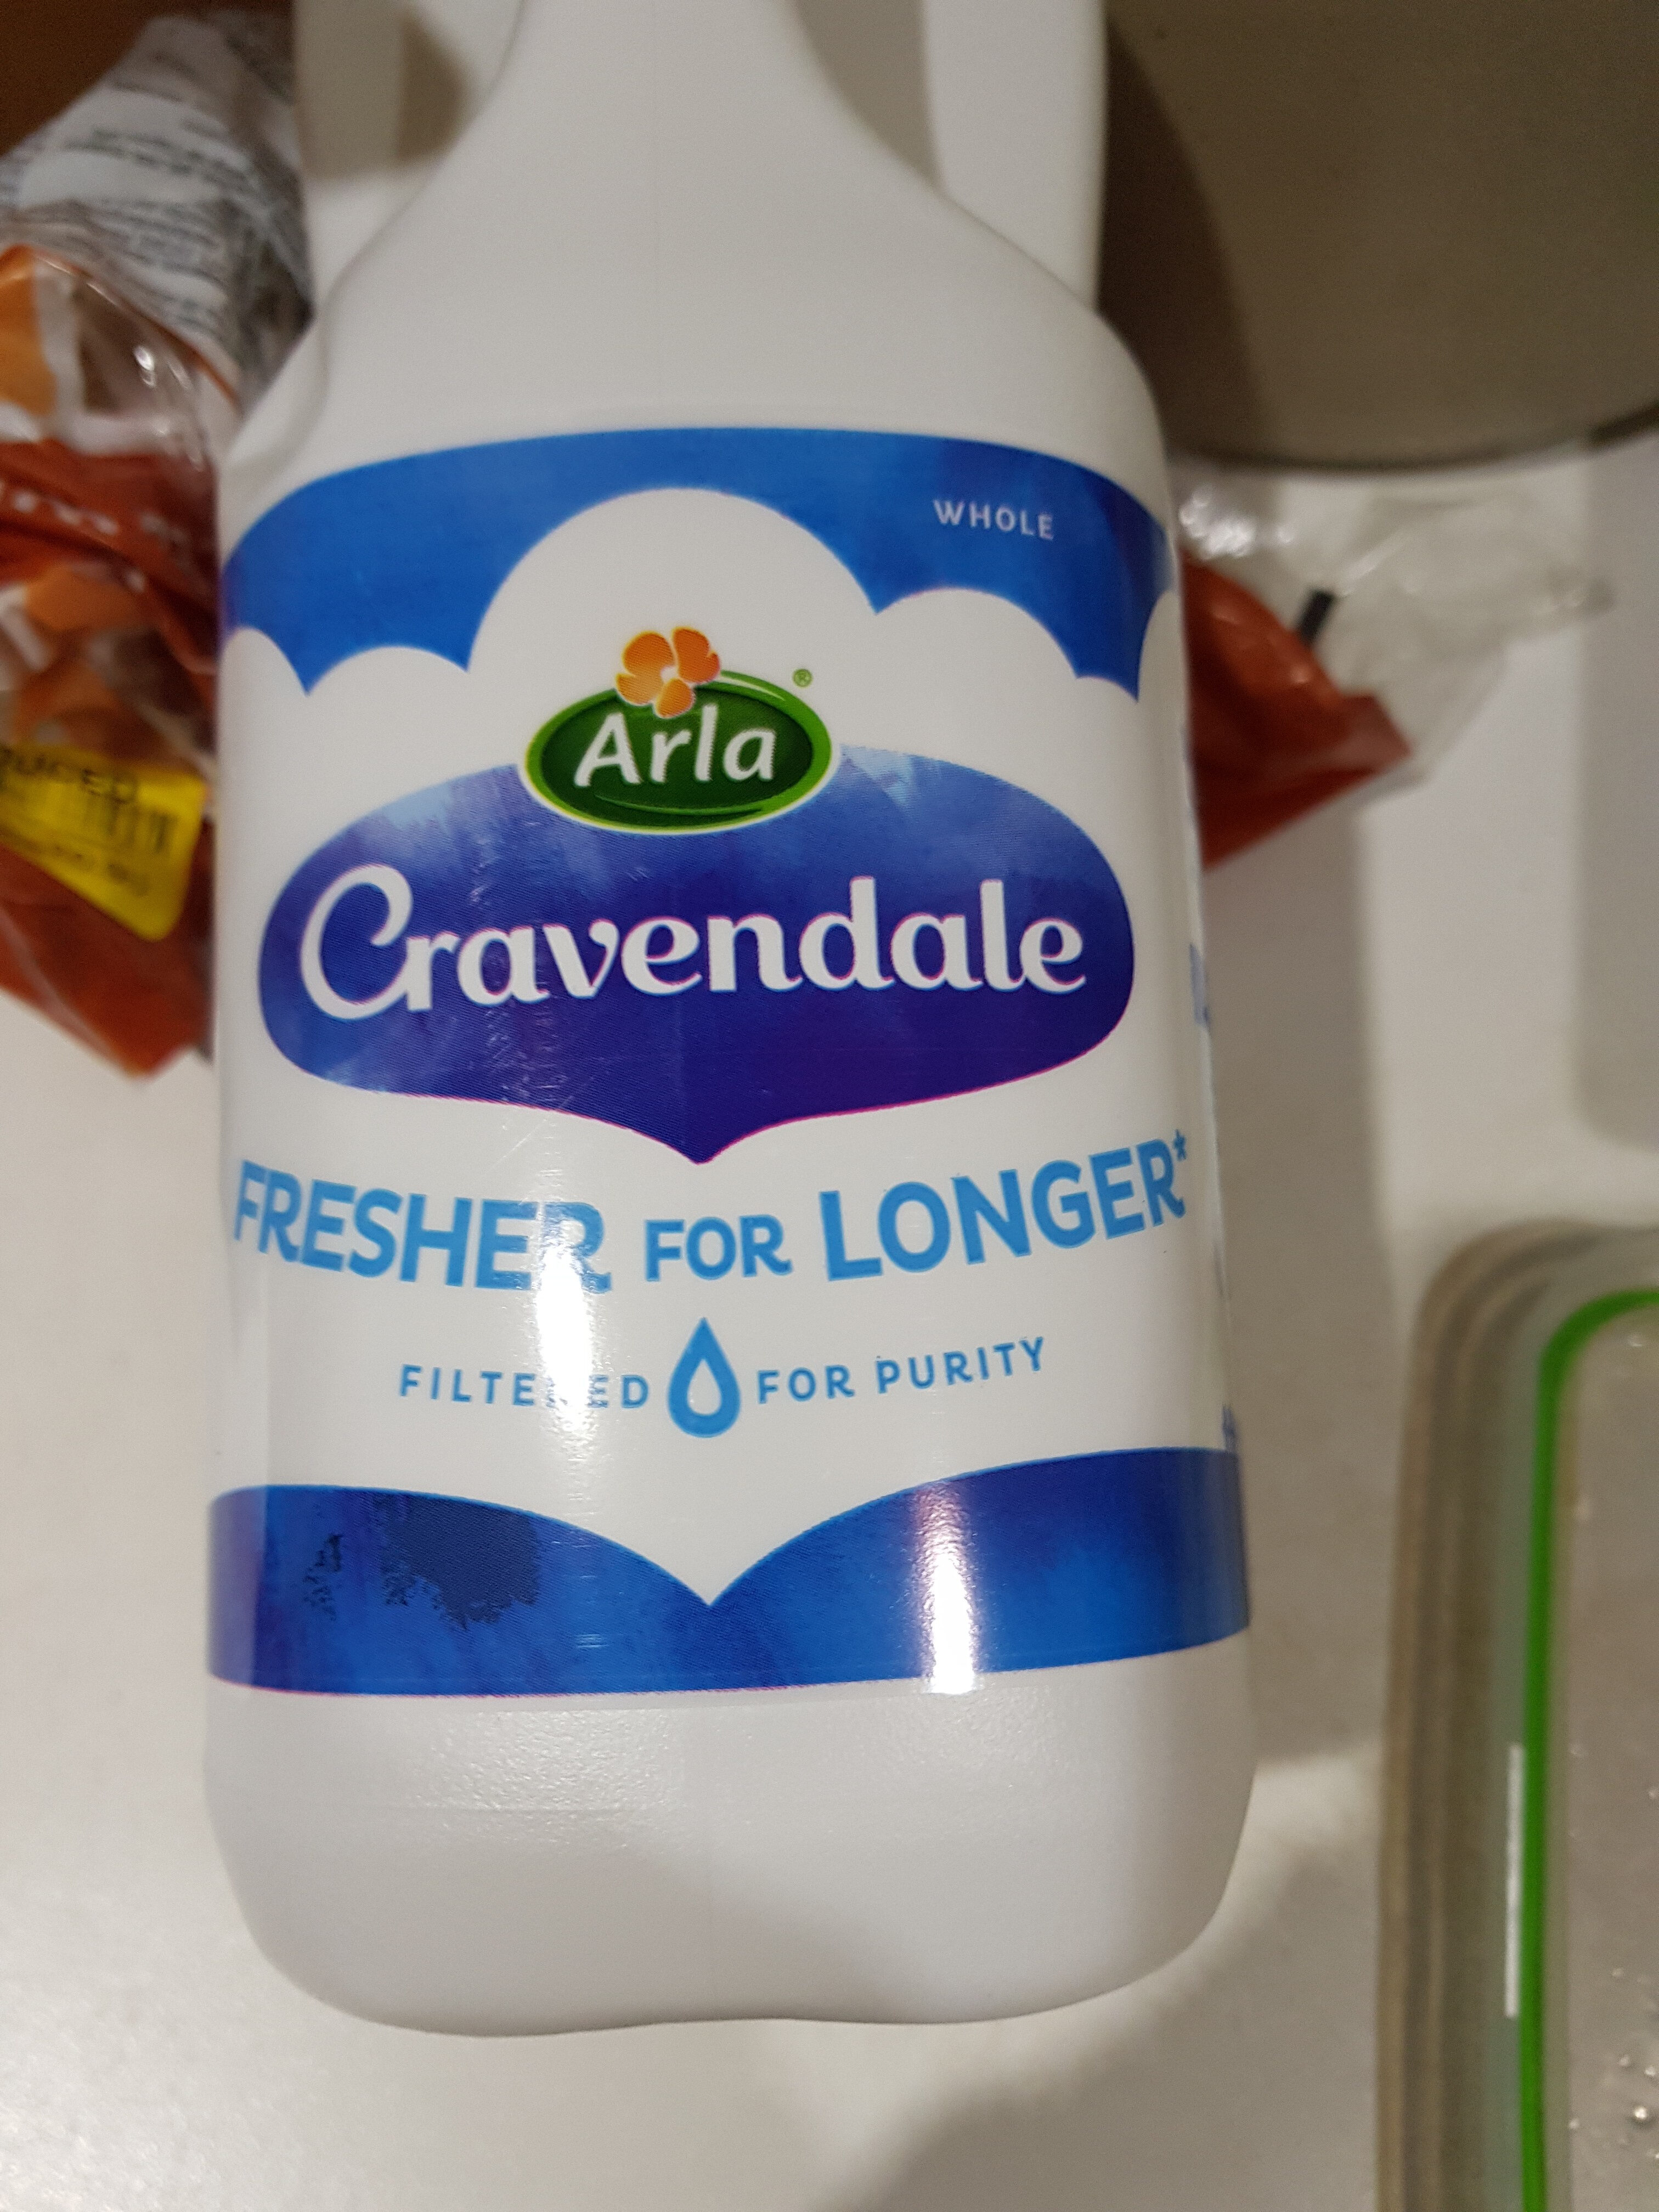 WHOLE
Arla®
Cravendale
FRESHER FOR LONGER*
FILTERED FOR PURITY